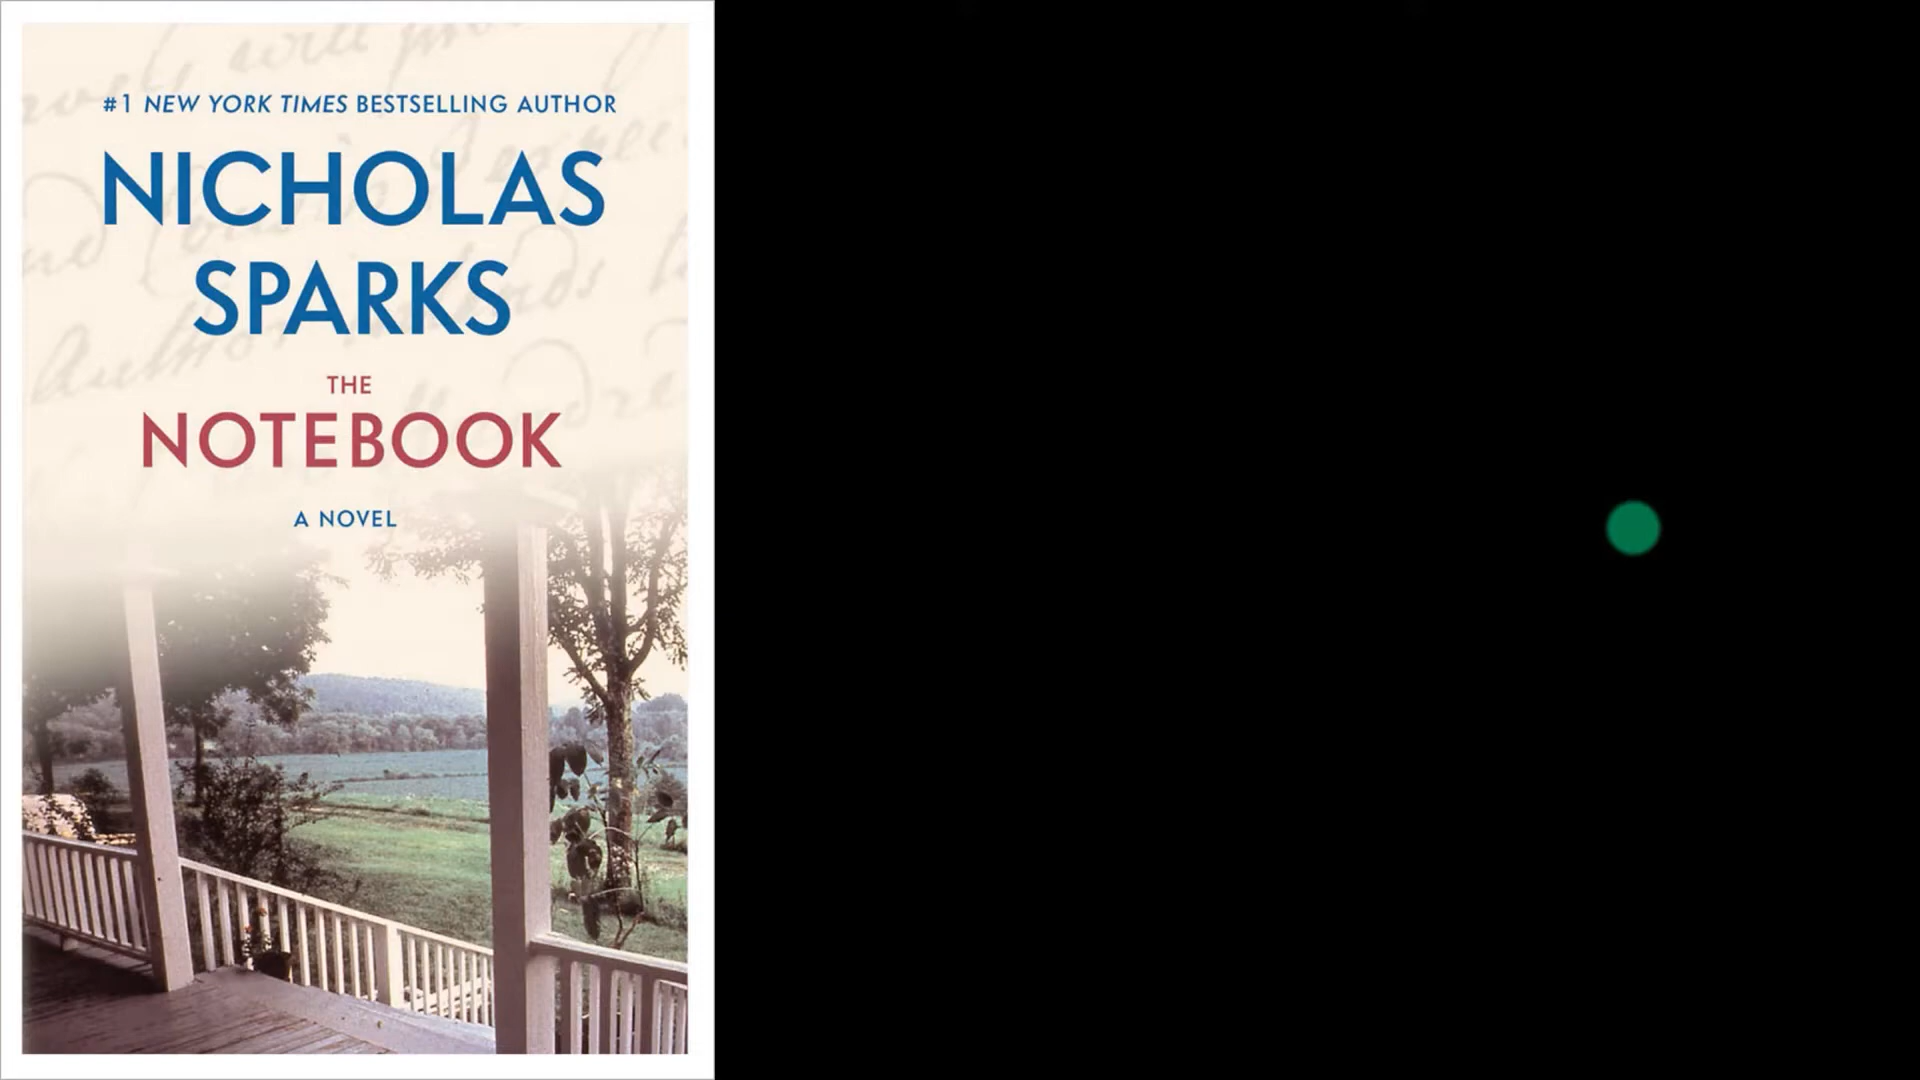 #1 NEW YORK TIMES BESTSELLING AUTHOR
NICHOLAS
SPARKS
THE
NOTEBOOK
A NOVEL